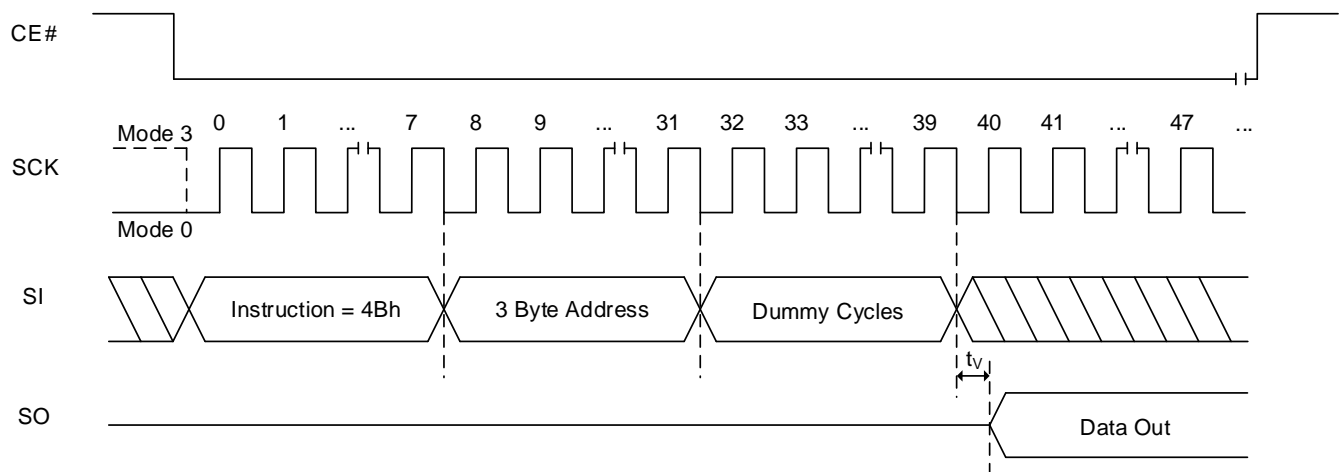 CE#
Mode 3
0 1 ... 7 8 9 ... 31 32 33 ... 39 40 41 ... 47 ...
SCK
Mode 0
SI
Instruction = 4Bh
3 Byte Address
Dummy Cycles
tV
SO
Data Out